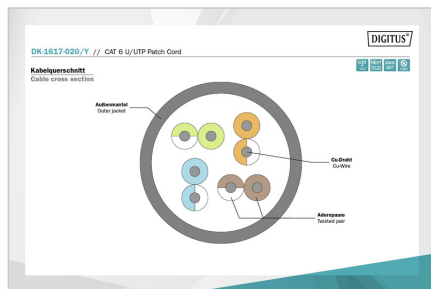 DIGITUS®
DK-1617-020/Y // CAT 6 U/UTP Patch Cord
Kabelquerschnitt
Cable cross section
Außenmantel
Outer jacket
Cu-Draht
Cu-Wire
Adernpaare
Twisted pair